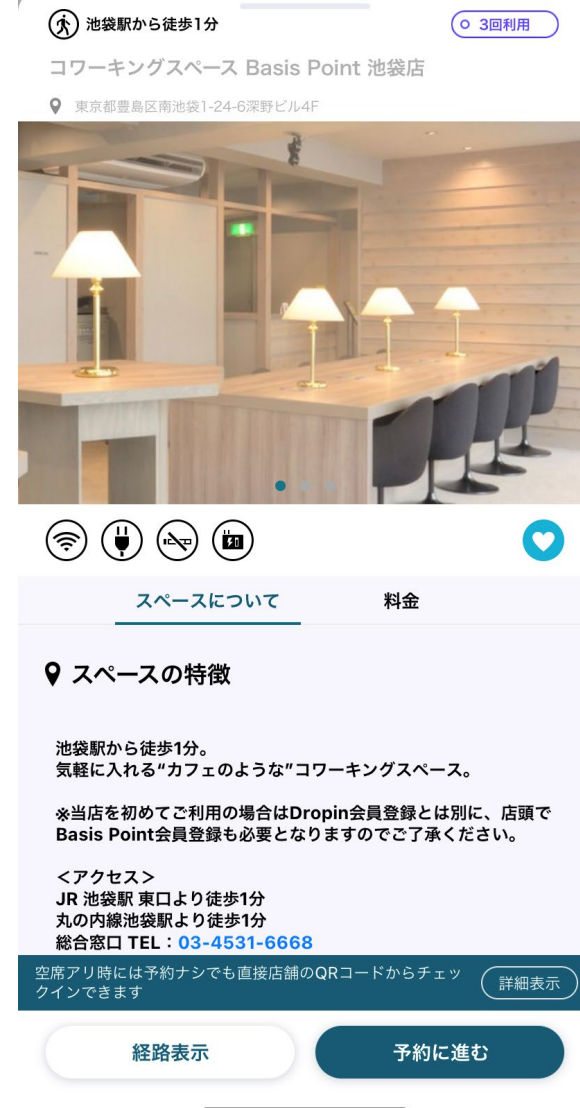 池袋駅から徒歩1分
3回利用
コワーキングスペース Basis Point 池袋店
東京都豊島区南池袋1-24-6深野ビル4F
スペースについて
料金
スペースの特徴
池袋駅から徒歩1分。
気軽に入れる“カフェのような”コワーキングスペース。
※当店を初めてご利用の場合はDropin会員登録とは別に、店頭で
Basis Point会員登録も必要となりますのでご了承ください。
＜アクセス＞
JR 池袋駅 東口より徒歩1分
丸の内線池袋駅より徒歩1分
総合窓口 TEL：03-4531-6668
空席アリ時には予約ナシでも直接店舗のQRコードからチェッ
クインできます
詳細表示
経路表示
予約に進む